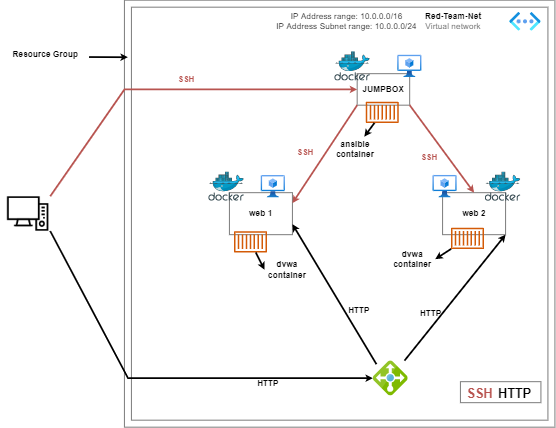 IP Address range: 10.0.0.0/16 Red-Team-Net
IP Address Subnet range: 10.0.0.0/24 Virtual network
Resource Group
SSH
docker
JUMPBOX
ansible
container
SSH
SSH
docker
docker
web 1
web 2
dvwa
container
dvwa
container
HTTP
HTTP
HTTP
SSH HTTP